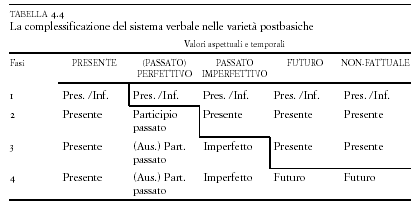 TABELLA 4.4
La complessificazione del sistema verbale nelle varietà postbasiche
Valori aspettuali e temporali
Fasi PRESENTE (PASSATO) PERFETTIVO PASSATO IMPERFETTIVO FUTURO NON-FATTUALE
1 Pres. /Inf. Pres. /Inf. Pres. /Inf. Pres. /Inf. Pres. /Inf.
2 Presente Participio passato Presente Presente Presente
3 Presente (Aus.) Part. passato Imperfetto Presente Presente
4 Presente (Aus.) Part. passato Imperfetto Futuro Futuro